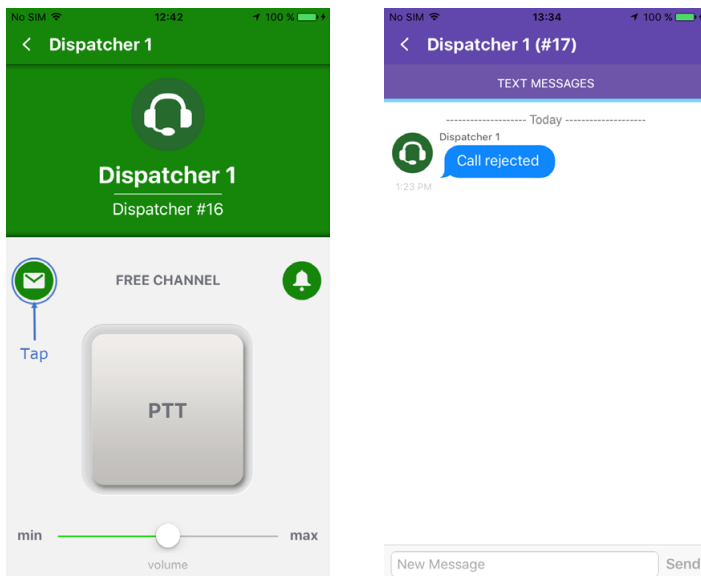 No SIM 12:42 100 %
Dispatcher 1
Dispatcher 1
Dispatcher #16
FREE CHANNEL
Tap
PTT
min max
volume
No SIM 13:34 100 %
Dispatcher 1 (#17)
TEXT MESSAGES
-------------------- Today --------------------
Dispatcher 1
Call rejected
1:23 PM
New Message Send